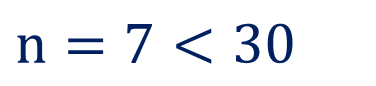 n = 7 < 30